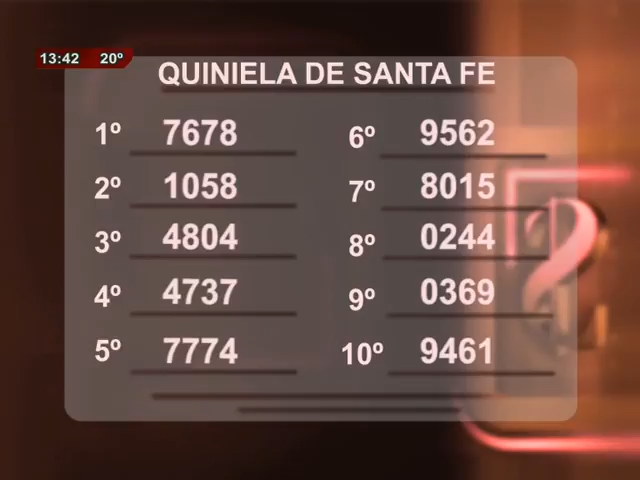 13:42 20º
QUINIELA DE SANTA FE
1º 7678
2º 1058
3º 4804
4º 4737
5º 7774
6º 9562
7º 8015
8º 0244
9º 0369
10º 9461